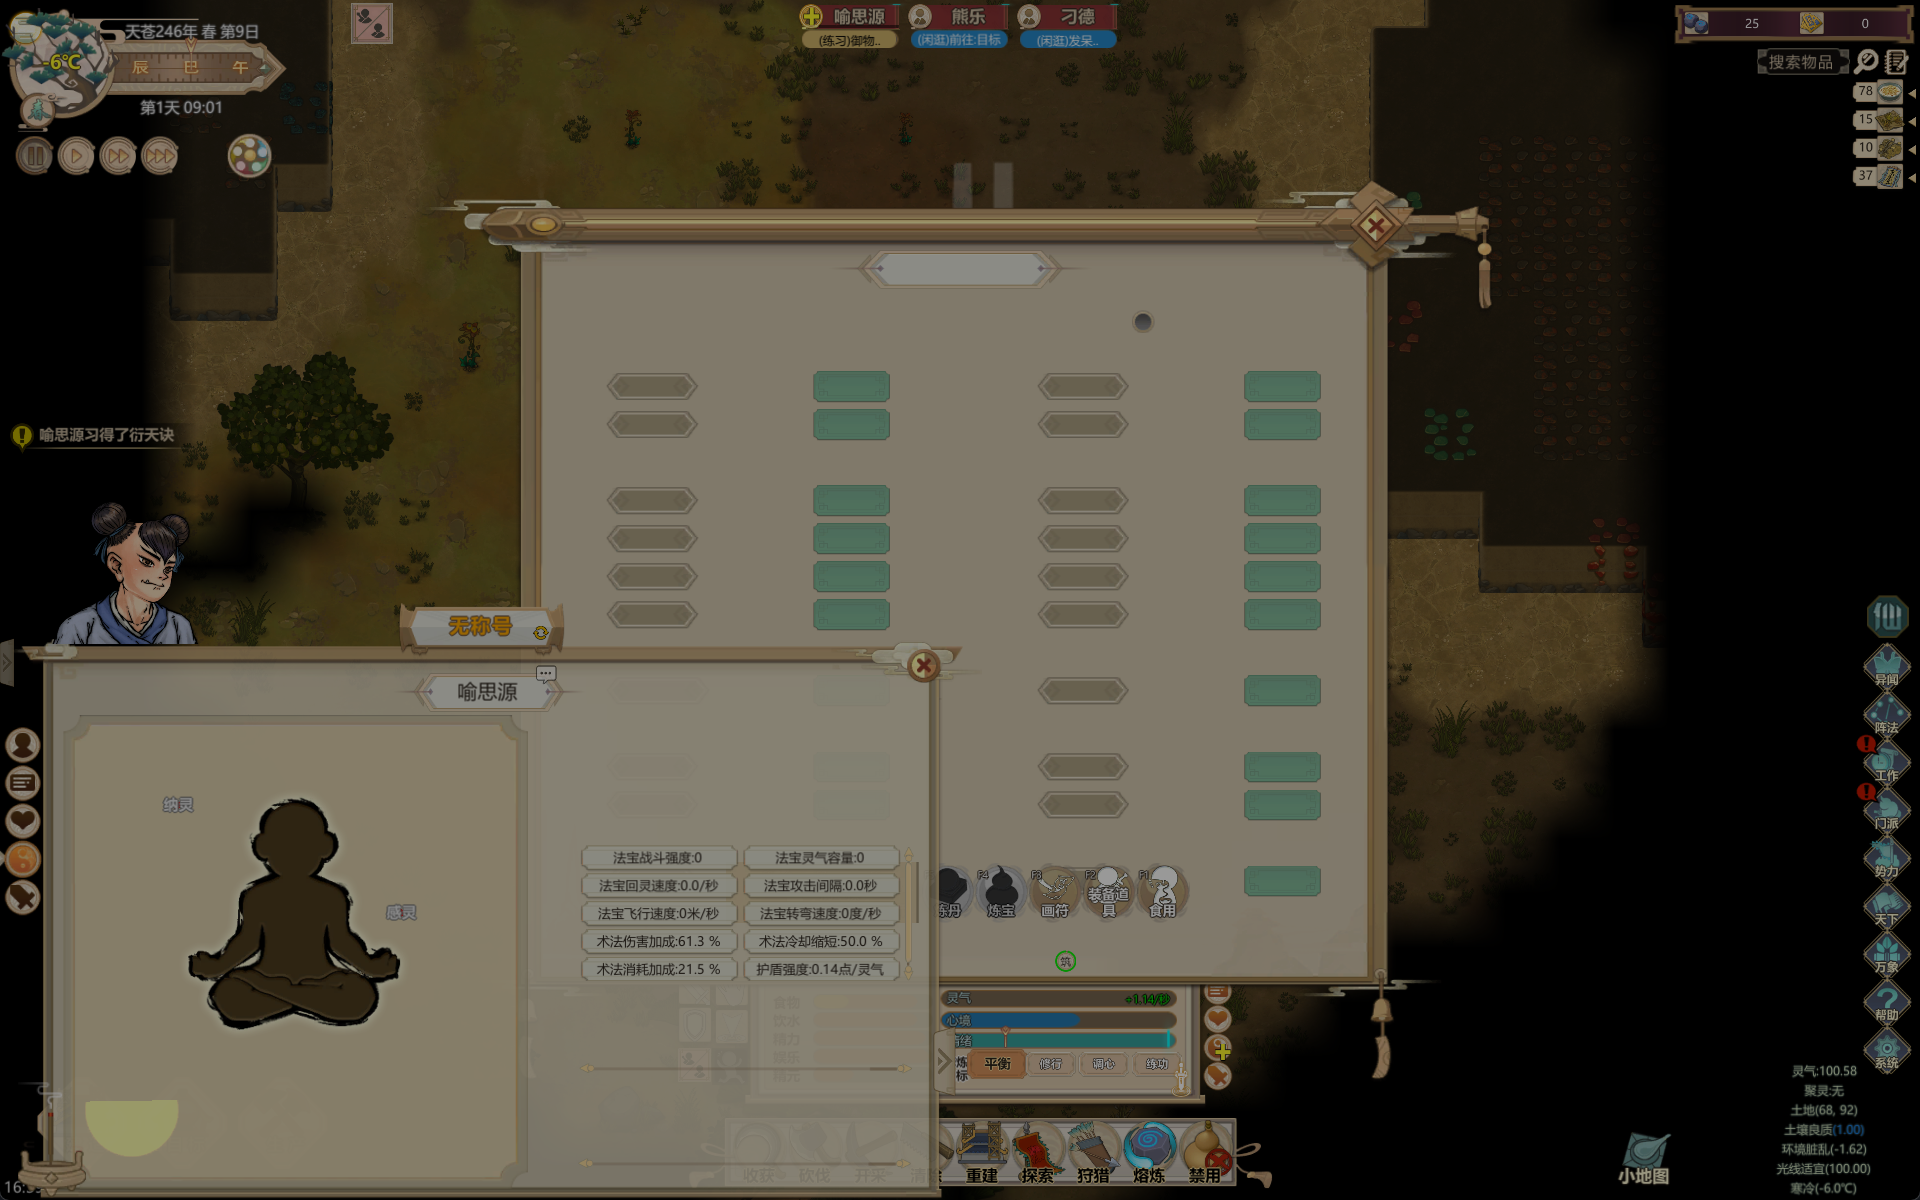 天苍246年 春 第9日
-6℃
辰 巳 午
春
第1天 09:01
喻思源
(练习)御物..
熊乐
(闲逛)前往:目标
刁德
(闲逛)发呆..
25
0
搜索物品
78
15
10
37
喻思源习得了衍天诀
无称号
喻思源
纳灵
感灵
法宝战斗强度:0
法宝灵气容量:0
法宝回灵速度:0.0/秒
法宝攻击间隔:0.0秒
法宝飞行速度:0米/秒
法宝转弯速度:0度/秒
术法伤害加成:61.3 %
术法冷却缩短:50.0 %
术法消耗加成:21.5 %
护盾强度:0.14点/灵气
F4
炼宝
F3
画符
F2
装备道具
F1
食用
筑
灵气
+1.14/秒
心境
平衡
修行
调心
练功
收获
砍伐
开采
重建
探索
狩猎
熔炼
禁用
异闻
阵法
工作
门派
势力
天下
万象
帮助
系统
小地图
灵气:100.58
聚灵:无
土地(68, 92)
土壤良质(1.00)
环境脏乱(-1.62)
光线适宜(100.00)
寒冷(-6.0℃)